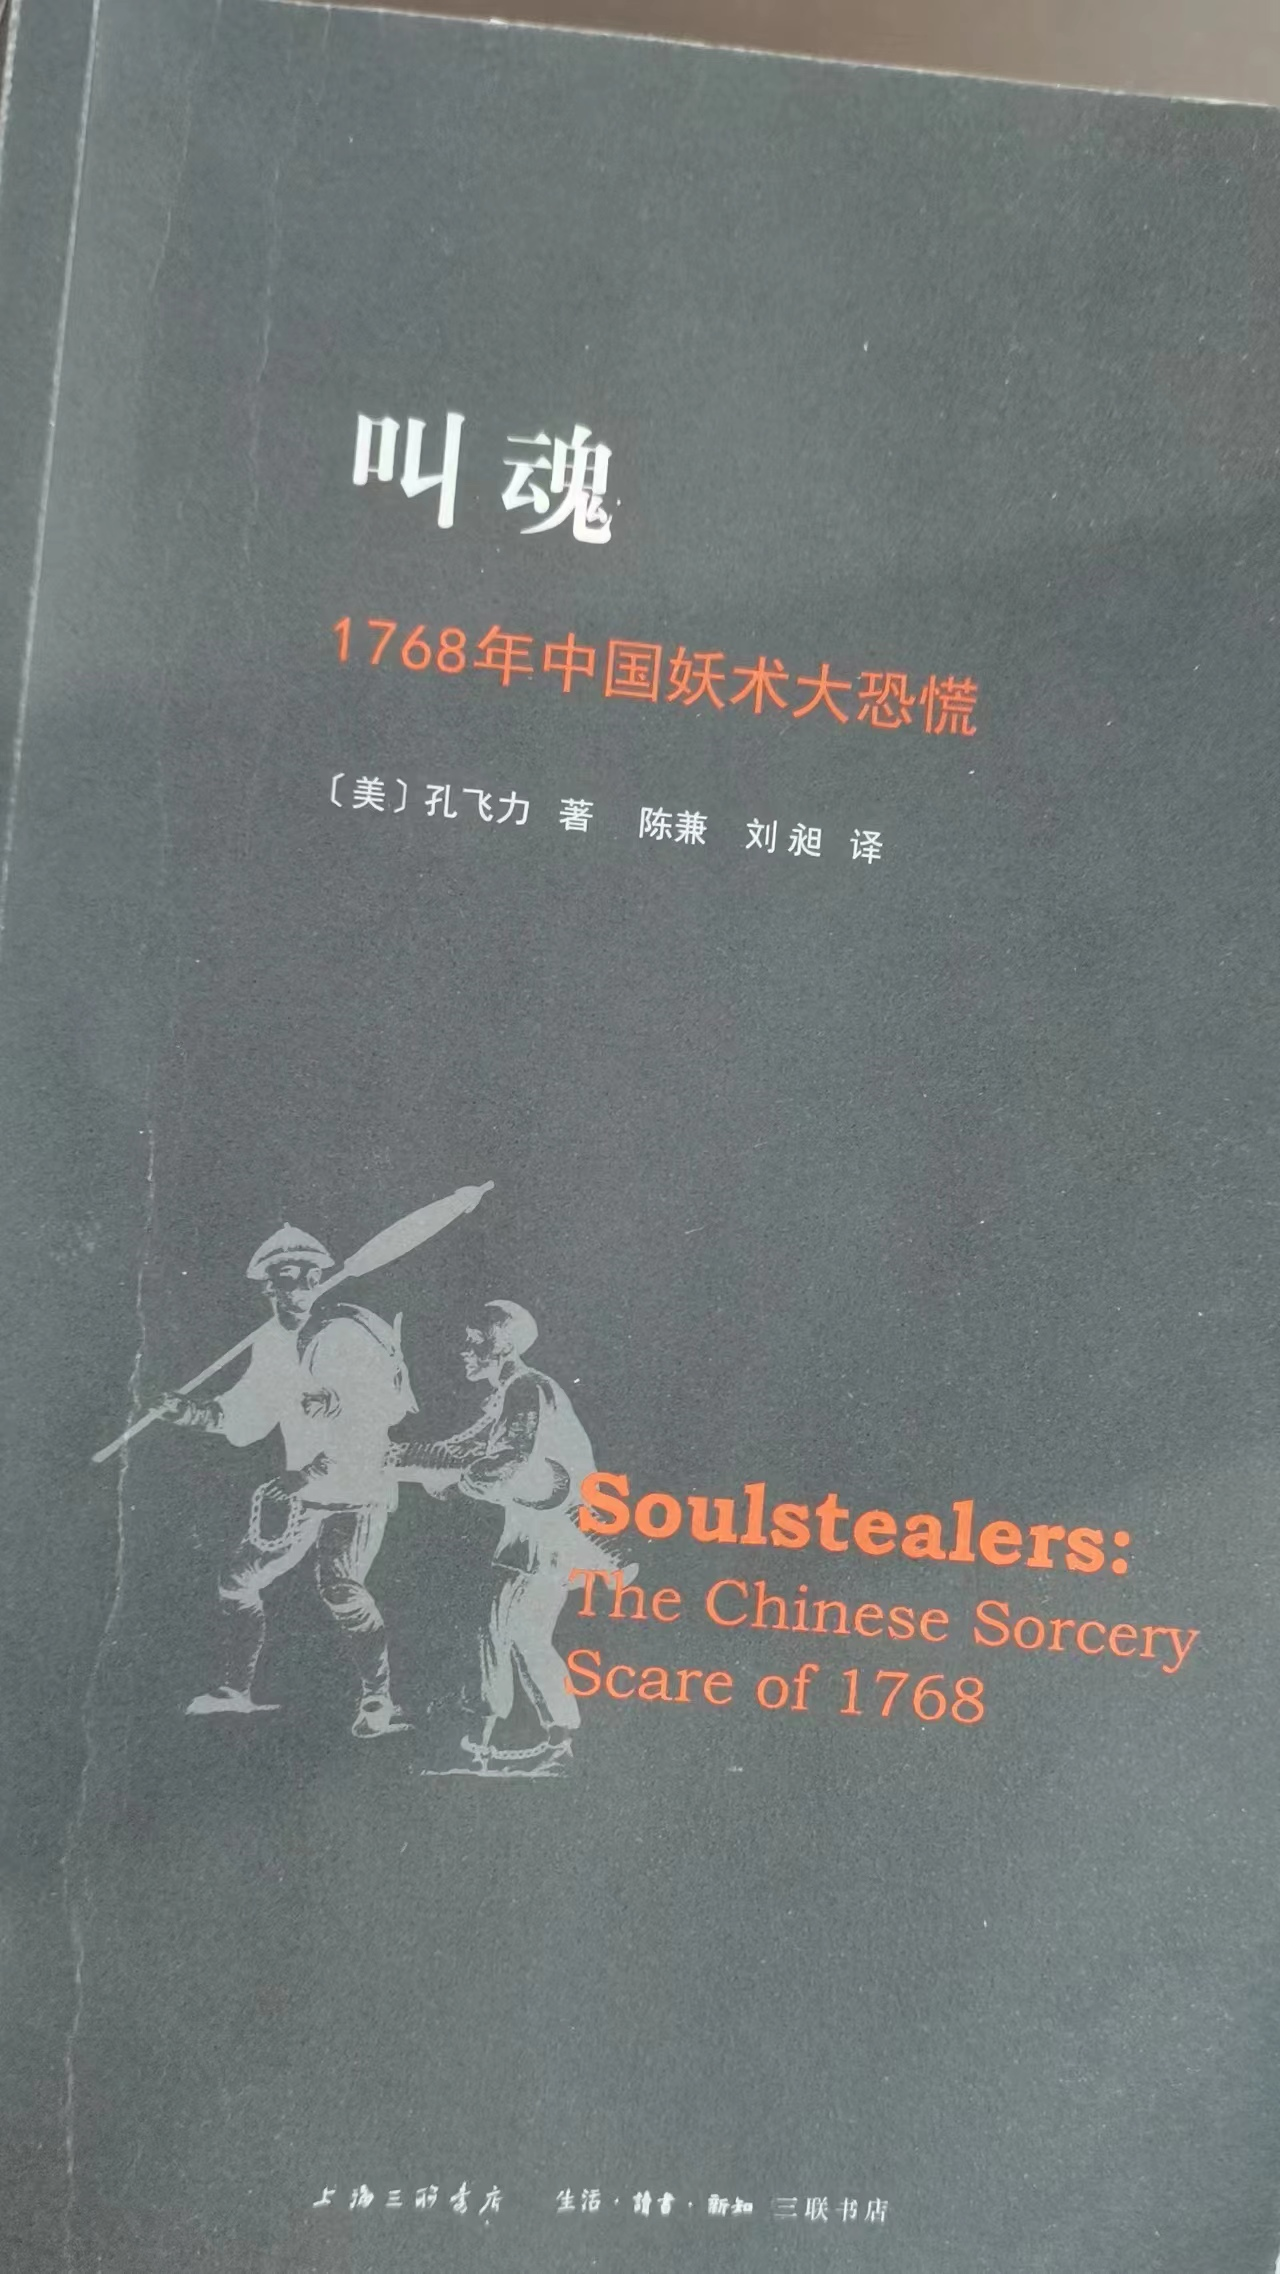 叫魂
1768年中国妖术大恐慌
〔美〕孔飞力 著 陈兼 刘昶 译
Soulstealers:
The Chinese Sorcery
Scare of 1768
上海三联书店 生活·讀書·新知 三联书店